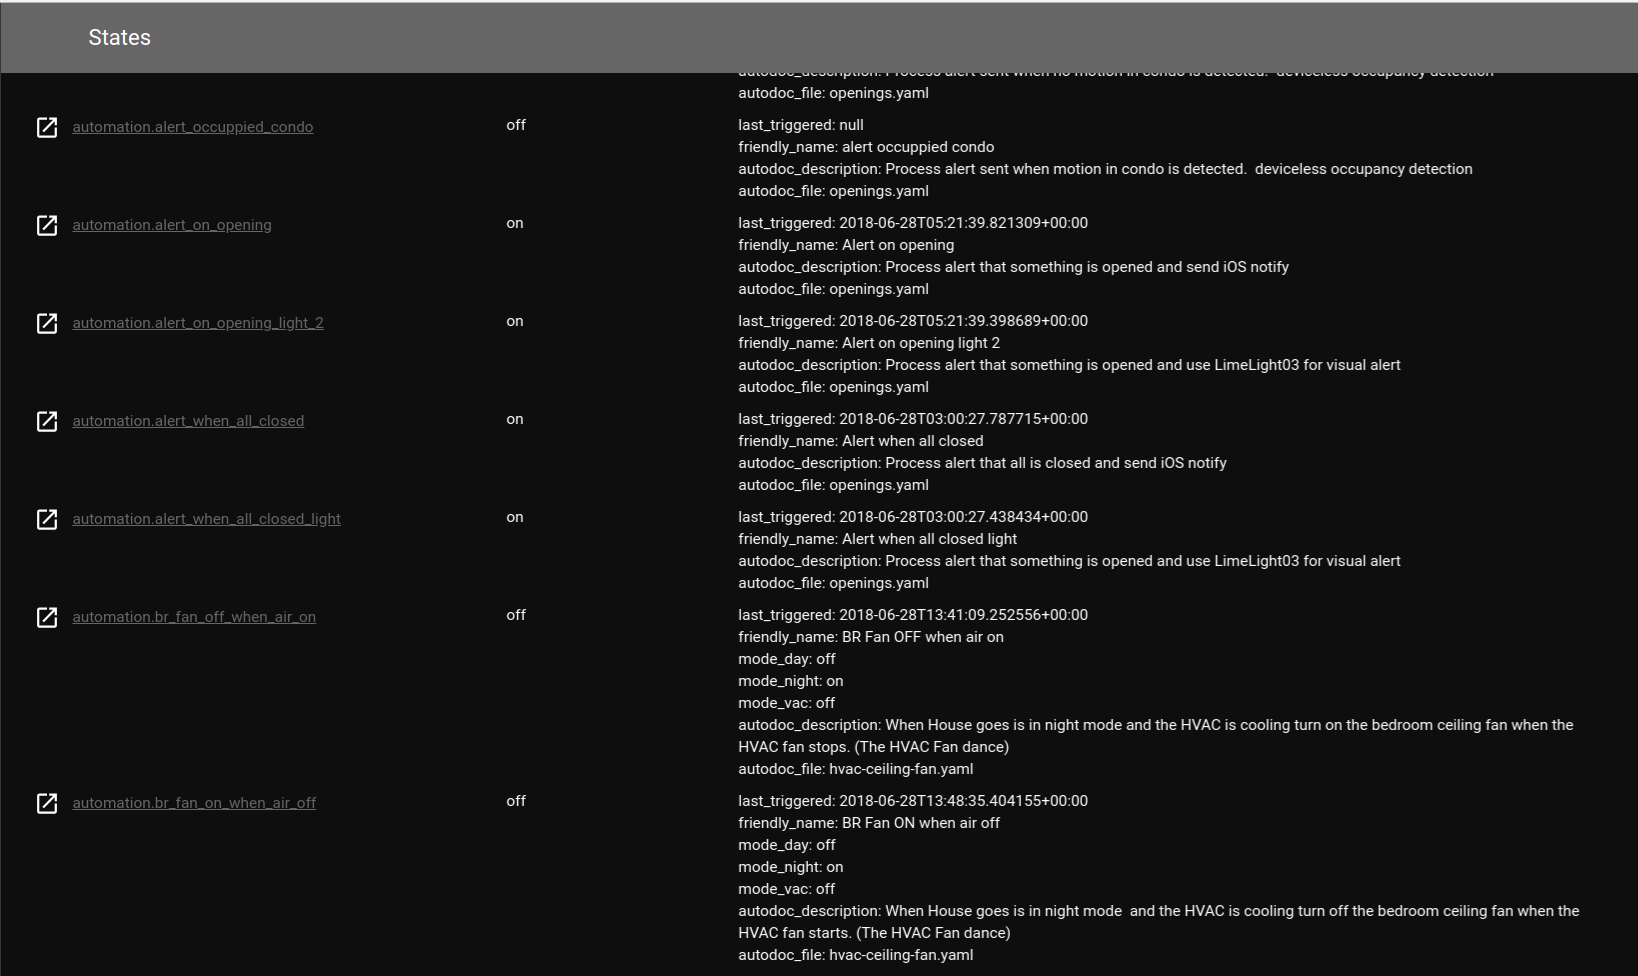 States
autodoc_description: Process alert sent when no motion in condo is detected.  deviceless occupancy detection
autodoc_file: openings.yaml
automation.alert_occuppied_condo
off
last_triggered: null
friendly_name: alert occuppied condo
autodoc_description: Process alert sent when motion in condo is detected.  deviceless occupancy detection
autodoc_file: openings.yaml
automation.alert_on_opening
on
last_triggered: 2018-06-28T05:21:39.821309+00:00
friendly_name: Alert on opening
autodoc_description: Process alert that something is opened and send iOS notify
autodoc_file: openings.yaml
automation.alert_on_opening_light_2
on
last_triggered: 2018-06-28T05:21:39.398689+00:00
friendly_name: Alert on opening light 2
autodoc_description: Process alert that something is opened and use LimeLight03 for visual alert
autodoc_file: openings.yaml
automation.alert_when_all_closed
on
last_triggered: 2018-06-28T03:00:27.787715+00:00
friendly_name: Alert when all closed
autodoc_description: Process alert that all is closed and send iOS notify
autodoc_file: openings.yaml
automation.alert_when_all_closed_light
on
last_triggered: 2018-06-28T03:00:27.438434+00:00
friendly_name: Alert when all closed light
autodoc_description: Process alert that something is opened and use LimeLight03 for visual alert
autodoc_file: openings.yaml
automation.br_fan_off_when_air_on
off
last_triggered: 2018-06-28T13:41:09.252556+00:00
friendly_name: BR Fan OFF when air on
mode_day: off
mode_night: on
mode_vac: off
autodoc_description: When House goes is in night mode and the HVAC is cooling turn on the bedroom ceiling fan when the
HVAC fan stops. (The HVAC Fan dance)
autodoc_file: hvac-ceiling-fan.yaml
automation.br_fan_on_when_air_off
off
last_triggered: 2018-06-28T13:48:35.404155+00:00
friendly_name: BR Fan ON when air off
mode_day: off
mode_night: on
mode_vac: off
autodoc_description: When House goes is in night mode  and the HVAC is cooling turn off the bedroom ceiling fan when the
HVAC fan starts. (The HVAC Fan dance)
autodoc_file: hvac-ceiling-fan.yaml